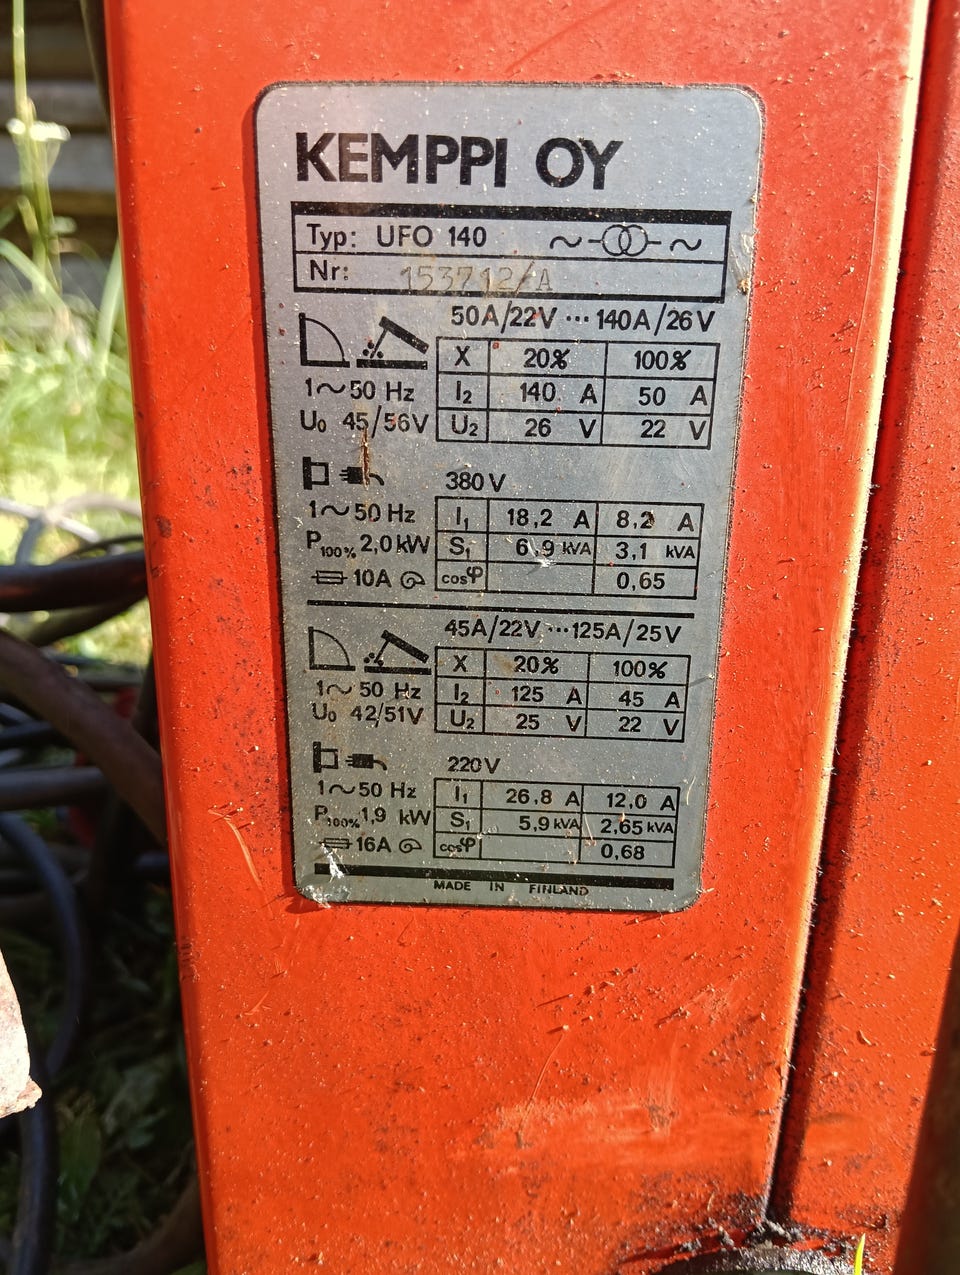 KEMPPI OY
Typ: UFO 140
Nr: 153712/A
50A/22V ··· 140A/26V
X 20% 100%
1~50 Hz I₂ 140 A 50 A
U₀ 45/56V U₂ 26 V 22 V
380V
1~50 Hz I₁ 18,2 A 8,2 A
P100% 2,0kW S₁ 6,9 kVA 3,1 kVA
10A cosφ 0,65
45A/22V ···125A/25V
X 20% 100%
1~50 Hz I₂ 125 A 45 A
U₀ 42/51V U₂ 25 V 22 V
220V
1~50 Hz I₁ 26.8 A 12,0 A
P100% 1,9 kW S₁ 5,9 kVA 2,65 kVA
16A cosφ 0,68
MADE IN FINLAND